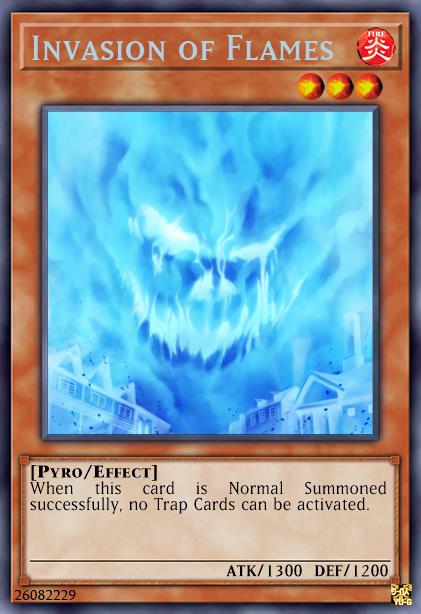 Invasion of Flames
FIRE
炎
[Pyro/Effect]
When this card is Normal Summoned
successfully, no Trap Cards can be activated.
ATK/1300 DEF/1200
26082229